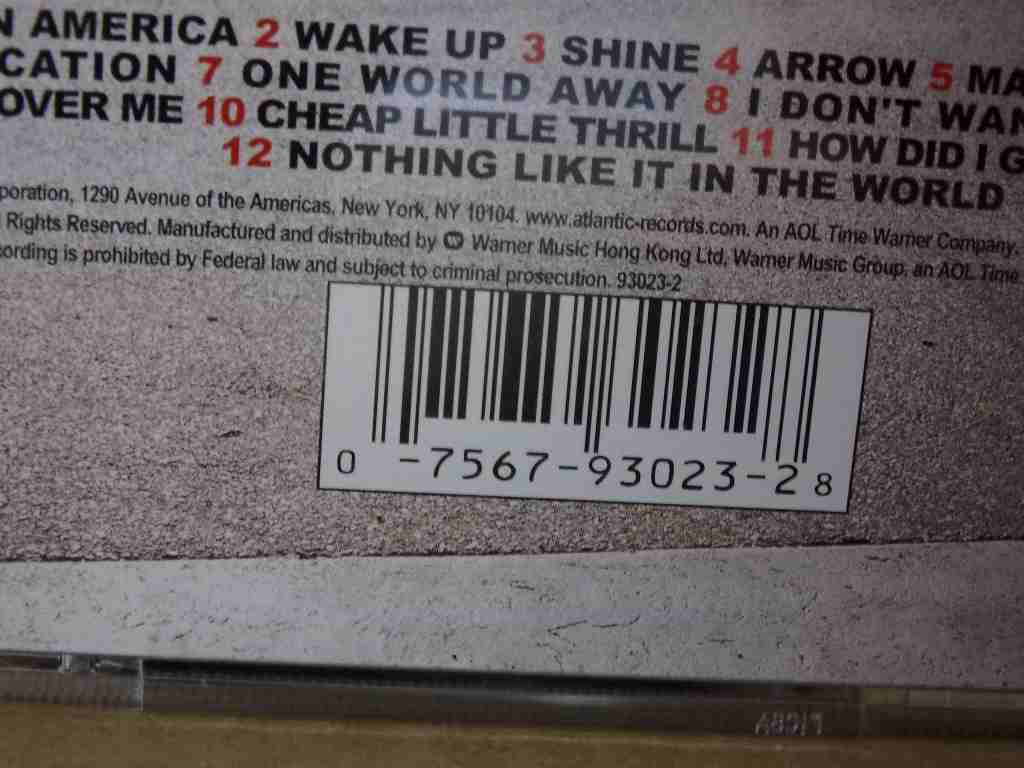 N AMERICA 2 WAKE UP 3 SHINE 4 ARROW 5 MA
CATION 7 ONE WORLD AWAY 8 I DON'T WAN
OVER ME 10 CHEAP LITTLE THRILL 11 HOW DID I G
12 NOTHING LIKE IT IN THE WORLD
poration, 1290 Avenue of the Americas, New York, NY 10104. www.atlantic-records.com. An AOL Time Warner Company.
Rights Reserved. Manufactured and distributed by Warner Music Hong Kong Ltd, Warner Music Group, an AOL Time
ording is prohibited by Federal law and subject to criminal prosecution. 93023-2
0 -7567-93023-2 8